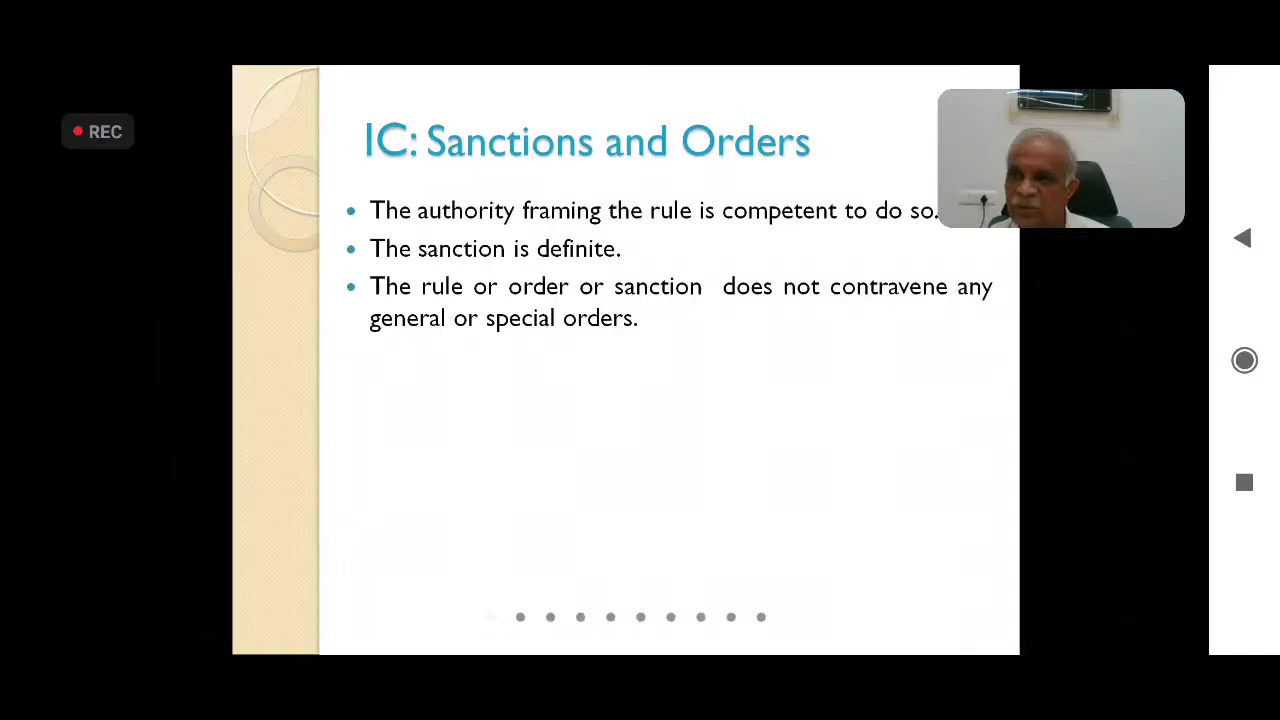 REC
IC: Sanctions and Orders
• The authority framing the rule is competent to do so.
• The sanction is definite.
• The rule or order or sanction does not contravene any
general or special orders.